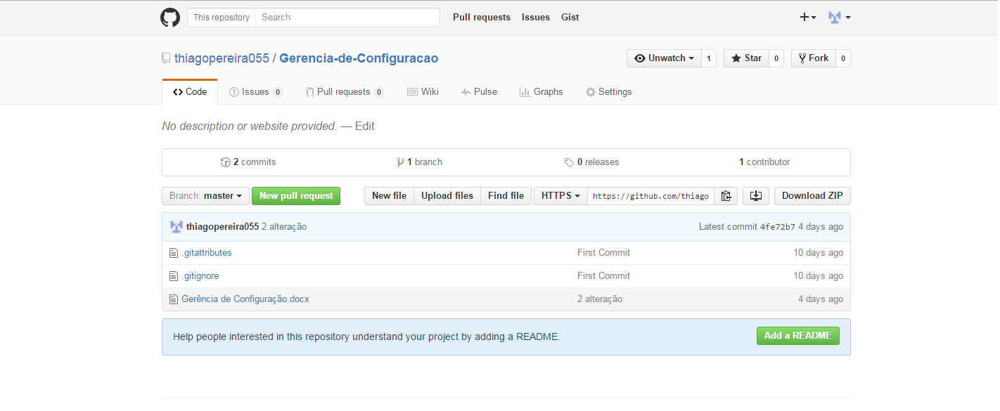 This repository Search Pull requests Issues Gist
thiagopereira055 / Gerencia-de-Configuracao Unwatch 1 Star 0 Fork 0
Code Issues 0 Pull requests 0 Wiki Pulse Graphs Settings
No description or website provided. — Edit
2 commits 1 branch 0 releases 1 contributor
Branch: master New pull request New file Upload files Find file HTTPS https://github.com/thiago Download ZIP
thiagopereira055 2 alteração Latest commit 4fe72b7 4 days ago
.gitattributes First Commit 10 days ago
.gitignore First Commit 10 days ago
Gerência de Configuração.docx 2 alteração 4 days ago
Help people interested in this repository understand your project by adding a README. Add a README